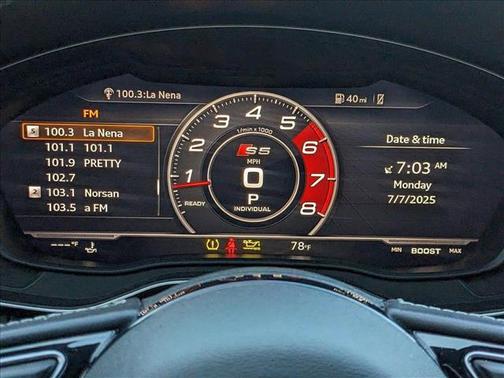 100.3:La Nena
40 mi
FM
5 100.3 La Nena
101.1 101.1
101.9 PRETTY
102.7
2 103.1 Norsan
103.5 a FM
1 2 3 4 5 6 7 8
1/min x 1000
S5
MPH
0
P
READY
INDIVIDUAL
Date & time
7:03 AM
Monday
7/7/2025
---°F
78°F
MIN BOOST MAX